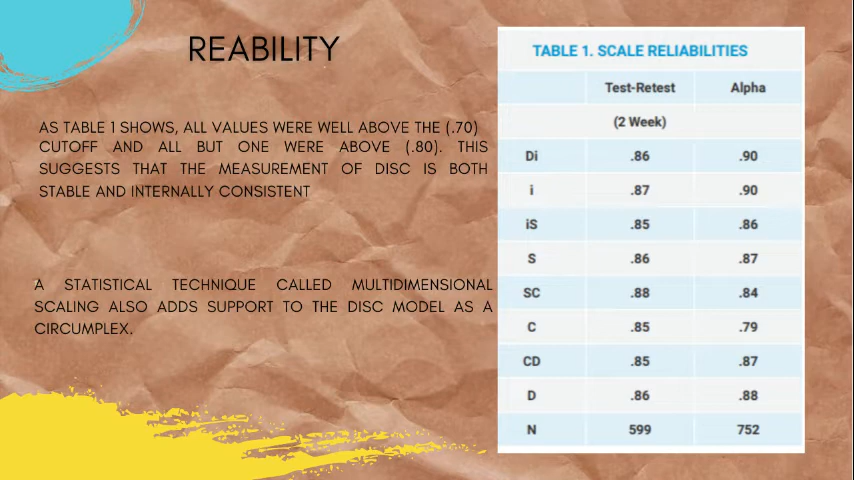 REABILITY
AS TABLE 1 SHOWS, ALL VALUES WERE WELL ABOVE THE (.70)
CUTOFF AND ALL BUT ONE WERE ABOVE (.80). THIS
SUGGESTS THAT THE MEASUREMENT OF DISC IS BOTH
STABLE AND INTERNALLY CONSISTENT
A STATISTICAL TECHNIQUE CALLED MULTIDIMENSIONAL
SCALING ALSO ADDS SUPPORT TO THE DISC MODEL AS A
CIRCUMPLEX.
TABLE 1. SCALE RELIABILITIES
Test-Retest Alpha
(2 Week)
Di .86 .90
i .87 .90
iS .85 .86
S .86 .87
SC .88 .84
C .85 .79
CD .85 .87
D .86 .88
N 599 752